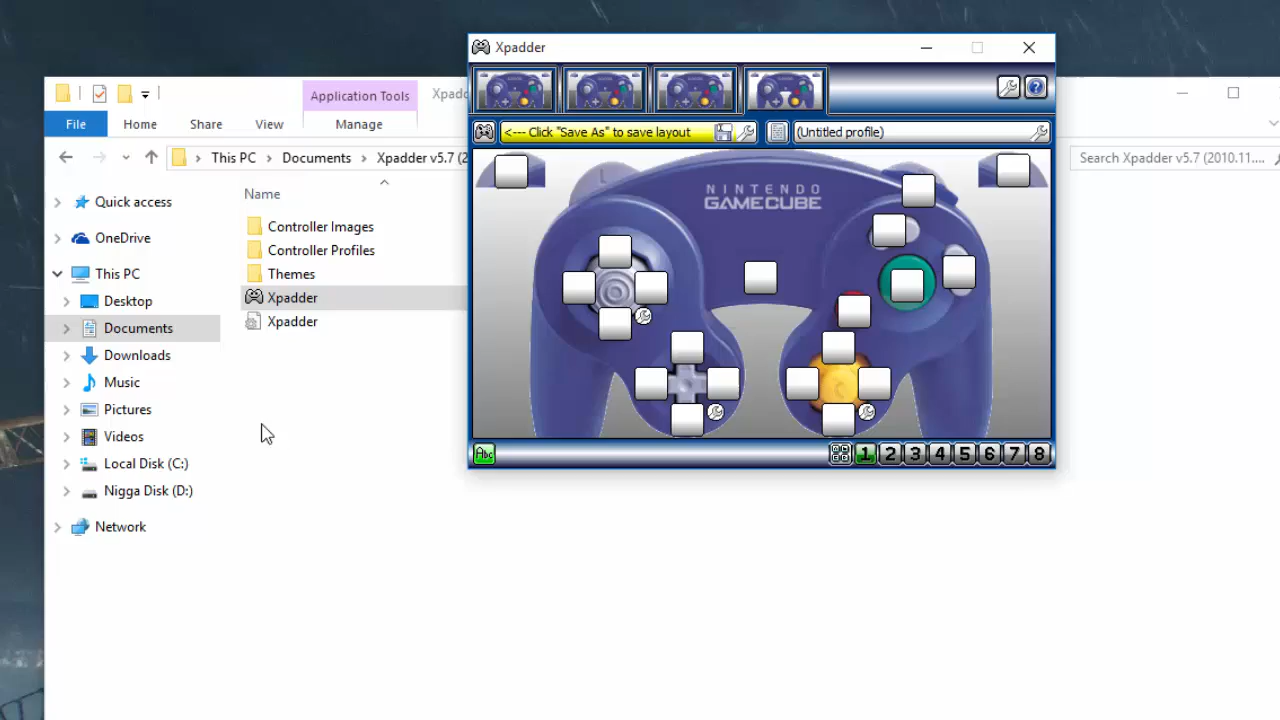 Xpadder
Application Tools
Xpado
File
Home
Share
View
Manage
<--- Click "Save As" to save layout
(Untitled profile)
This PC
Documents
Xpadder v5.7 (2
Search Xpadder v5.7 (2010.11....
Name
Quick access
OneDrive
This PC
Desktop
Documents
Downloads
Music
Pictures
Videos
Local Disk (C:)
Nigga Disk (D:)
Network
Controller Images
Controller Profiles
Themes
Xpadder
Xpadder
L
NINTENDO
GAMECUBE
C
Abc
1 2 3 4 5 6 7 8